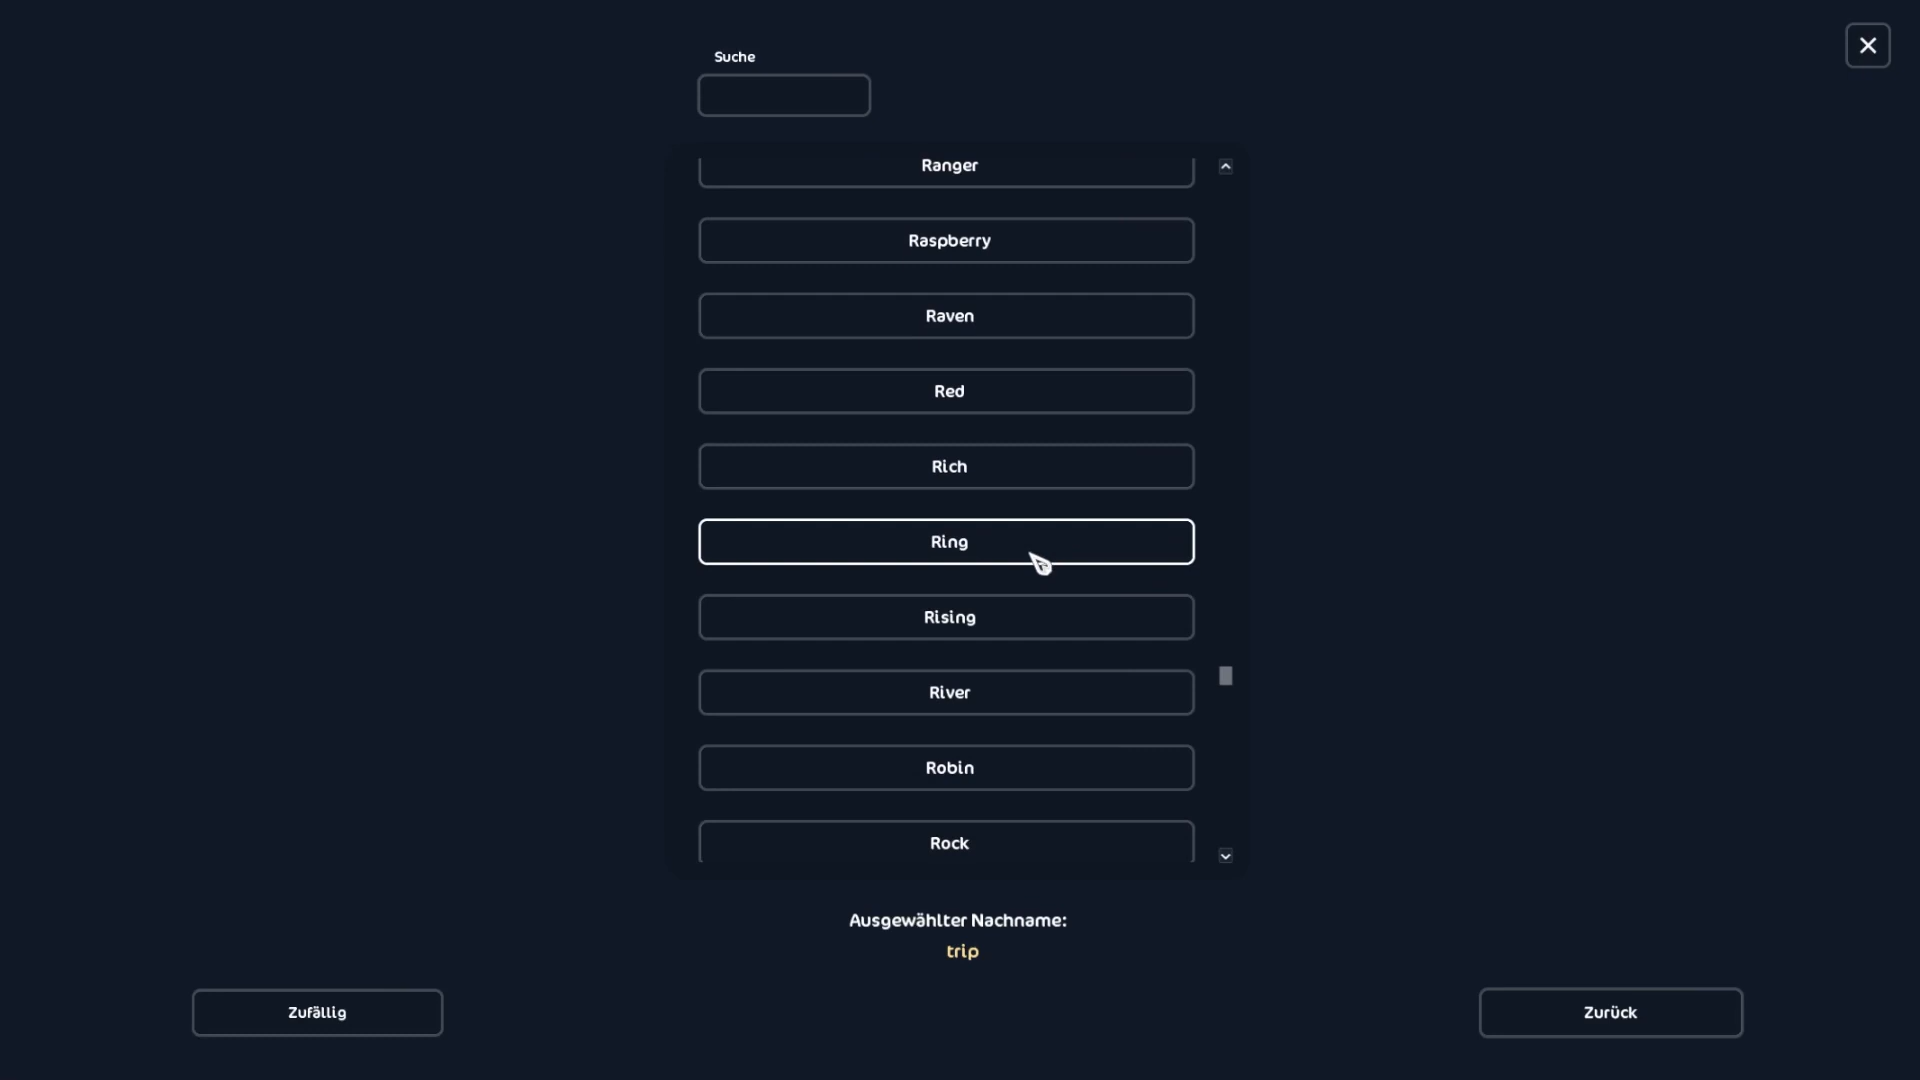 Suche
Ranger
Raspberry
Raven
Red
Rich
Ring
Rising
River
Robin
Rock
Ausgewählter Nachname:
trip
Zufällig
Zurück